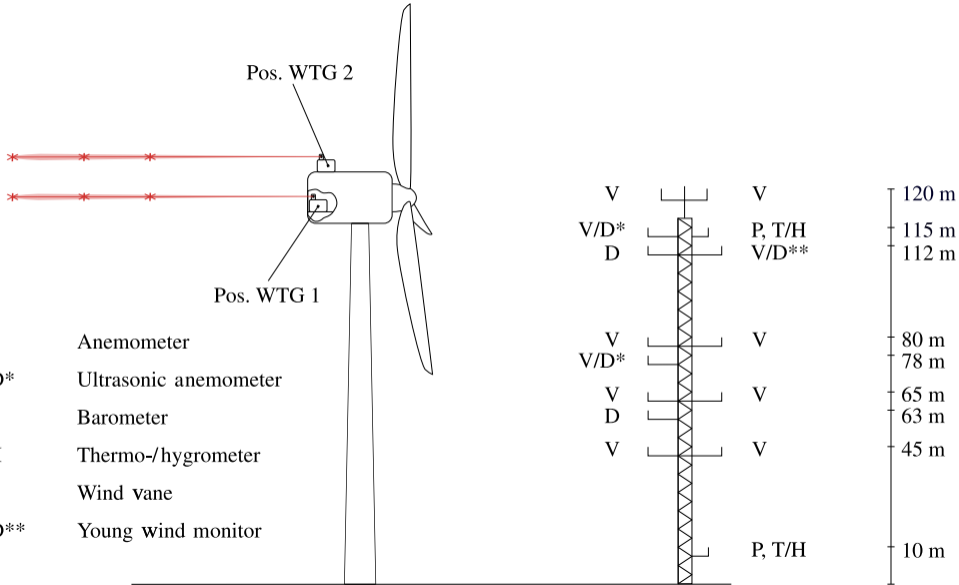 Pos. WTG 2
V V 120 m
V/D* P, T/H 115 m
D V/D** 112 m
Pos. WTG 1
Anemometer
V V 80 m
V/D* 78 m
* Ultrasonic anemometer
V V 65 m
Barometer
D 63 m
Thermo-/hygrometer
V V 45 m
Wind vane
** Young wind monitor
P, T/H 10 m